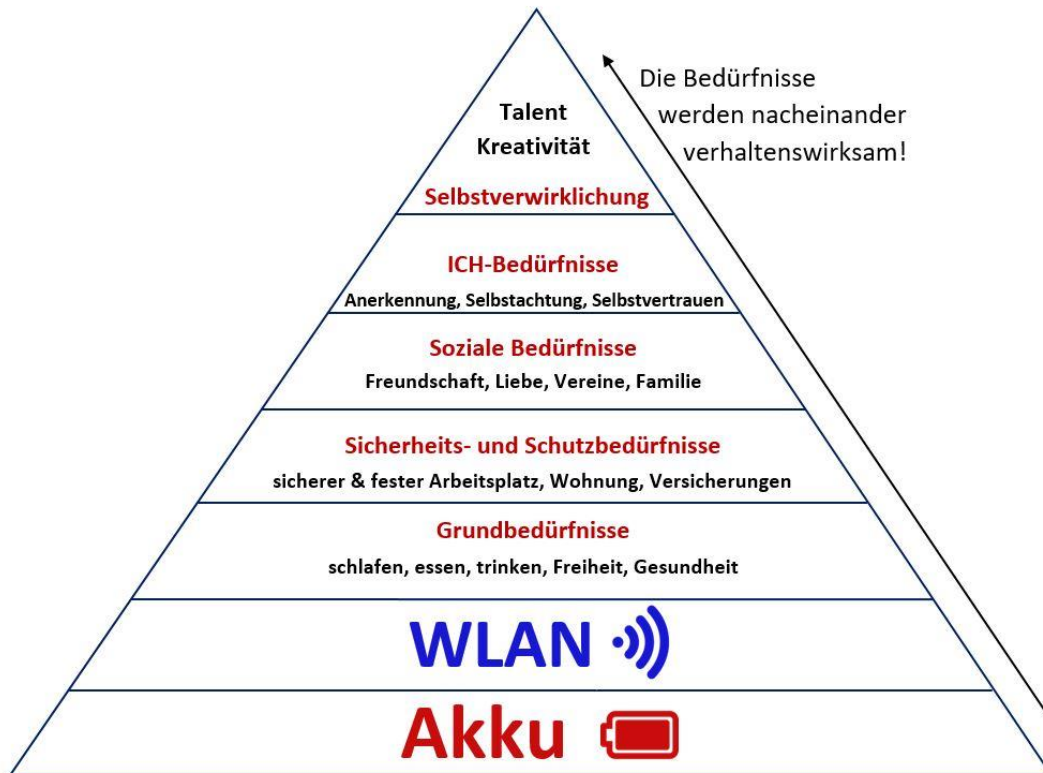 Die Bedürfnisse
werden nacheinander
verhaltenswirksam!
Talent
Kreativität
Selbstverwirklichung
ICH-Bedürfnisse
Anerkennung, Selbstachtung, Selbstvertrauen
Soziale Bedürfnisse
Freundschaft, Liebe, Vereine, Familie
Sicherheits- und Schutzbedürfnisse
sicherer & fester Arbeitsplatz, Wohnung, Versicherungen
Grundbedürfnisse
schlafen, essen, trinken, Freiheit, Gesundheit
WLAN
Akku